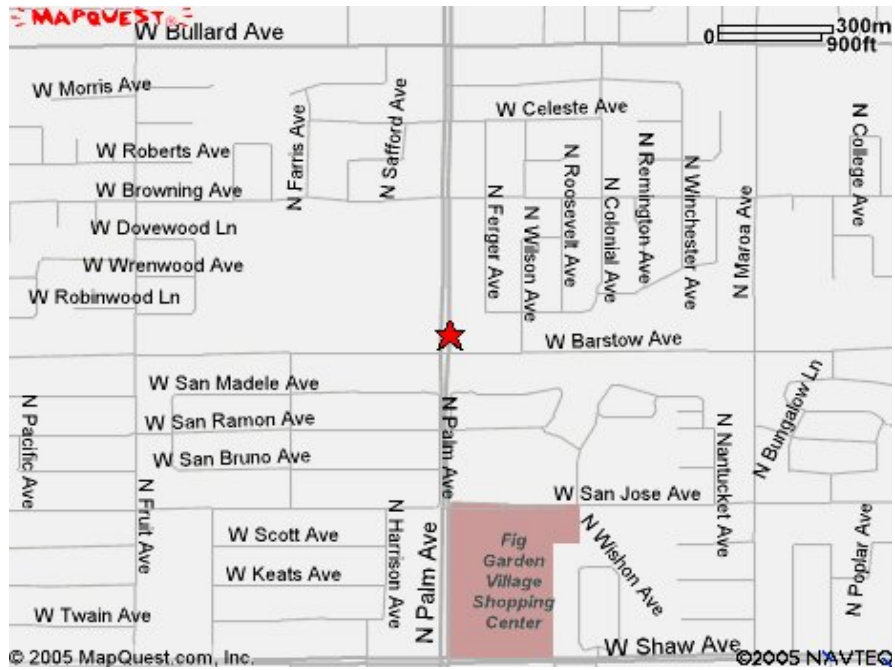 MAPQUEST
W Bullard Ave
300m
0
900ft
W Morris Ave
W Celeste Ave
N Farris Ave
N Safford Ave
N College Ave
W Roberts Ave
W Browning Ave
N Ferger Ave
N Wilson Ave
N Roosevelt Ave
N Colonial Ave
N Remington Ave
N Winchester Ave
N Maroa Ave
W Dovewood Ln
W Wrenwood Ave
W Robinwood Ln
W Barstow Ave
W San Madele Ave
W San Ramon Ave
W San Bruno Ave
N Pacific Ave
N Fruit Ave
N Palm Ave
N Nantucket Ave
N Bungalow Ln
W San Jose Ave
W Scott Ave
W Keats Ave
N Harrison Ave
N Palm Ave
Fig
Garden
Village
Shopping
Center
N Wishon Ave
N Poplar Ave
W Twain Ave
W Shaw Ave
© 2005 MapQuest.com, Inc.
©2005 NAVTEQ